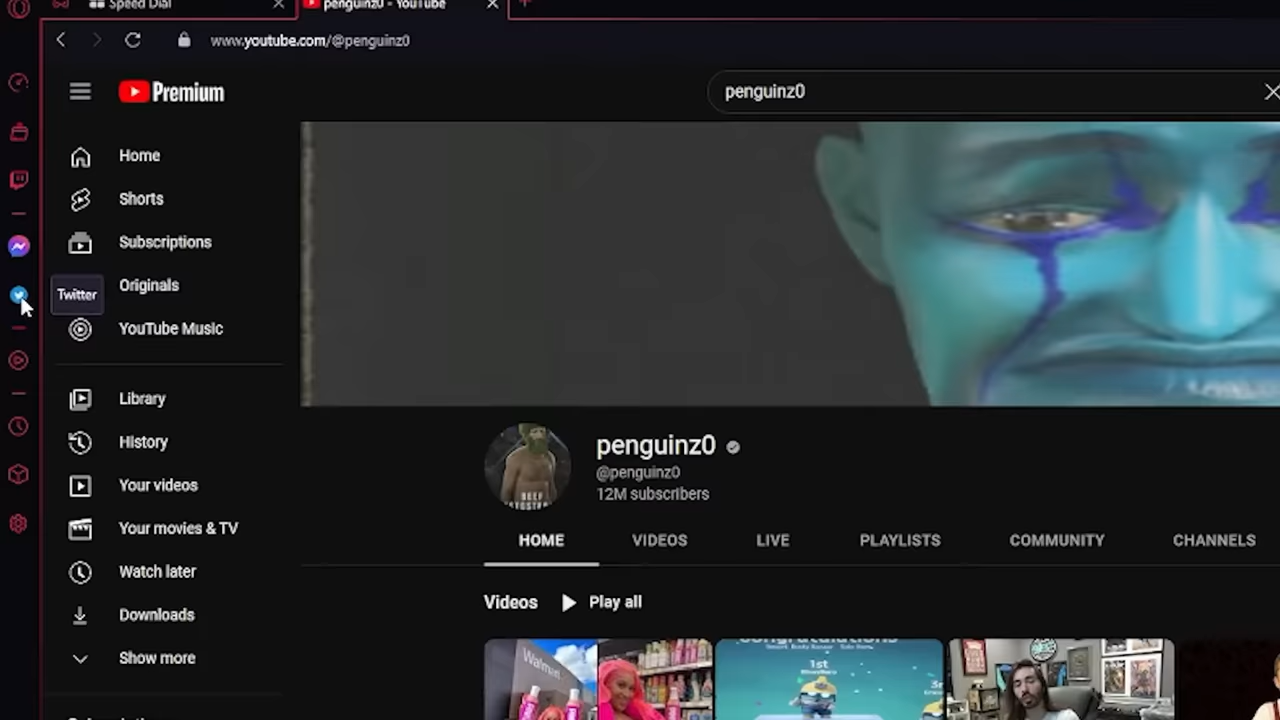 Speed Dial
penguinz0 - YouTube
www.youtube.com/@penguinz0
Premium
penguinz0
Home
Shorts
Subscriptions
Twitter
Originals
YouTube Music
Library
History
Your videos
Your movies & TV
Watch later
Downloads
Show more
penguinz0
@penguinz0
12M subscribers
HOME VIDEOS LIVE PLAYLISTS COMMUNITY CHANNELS
Videos Play all
Walmart
1st